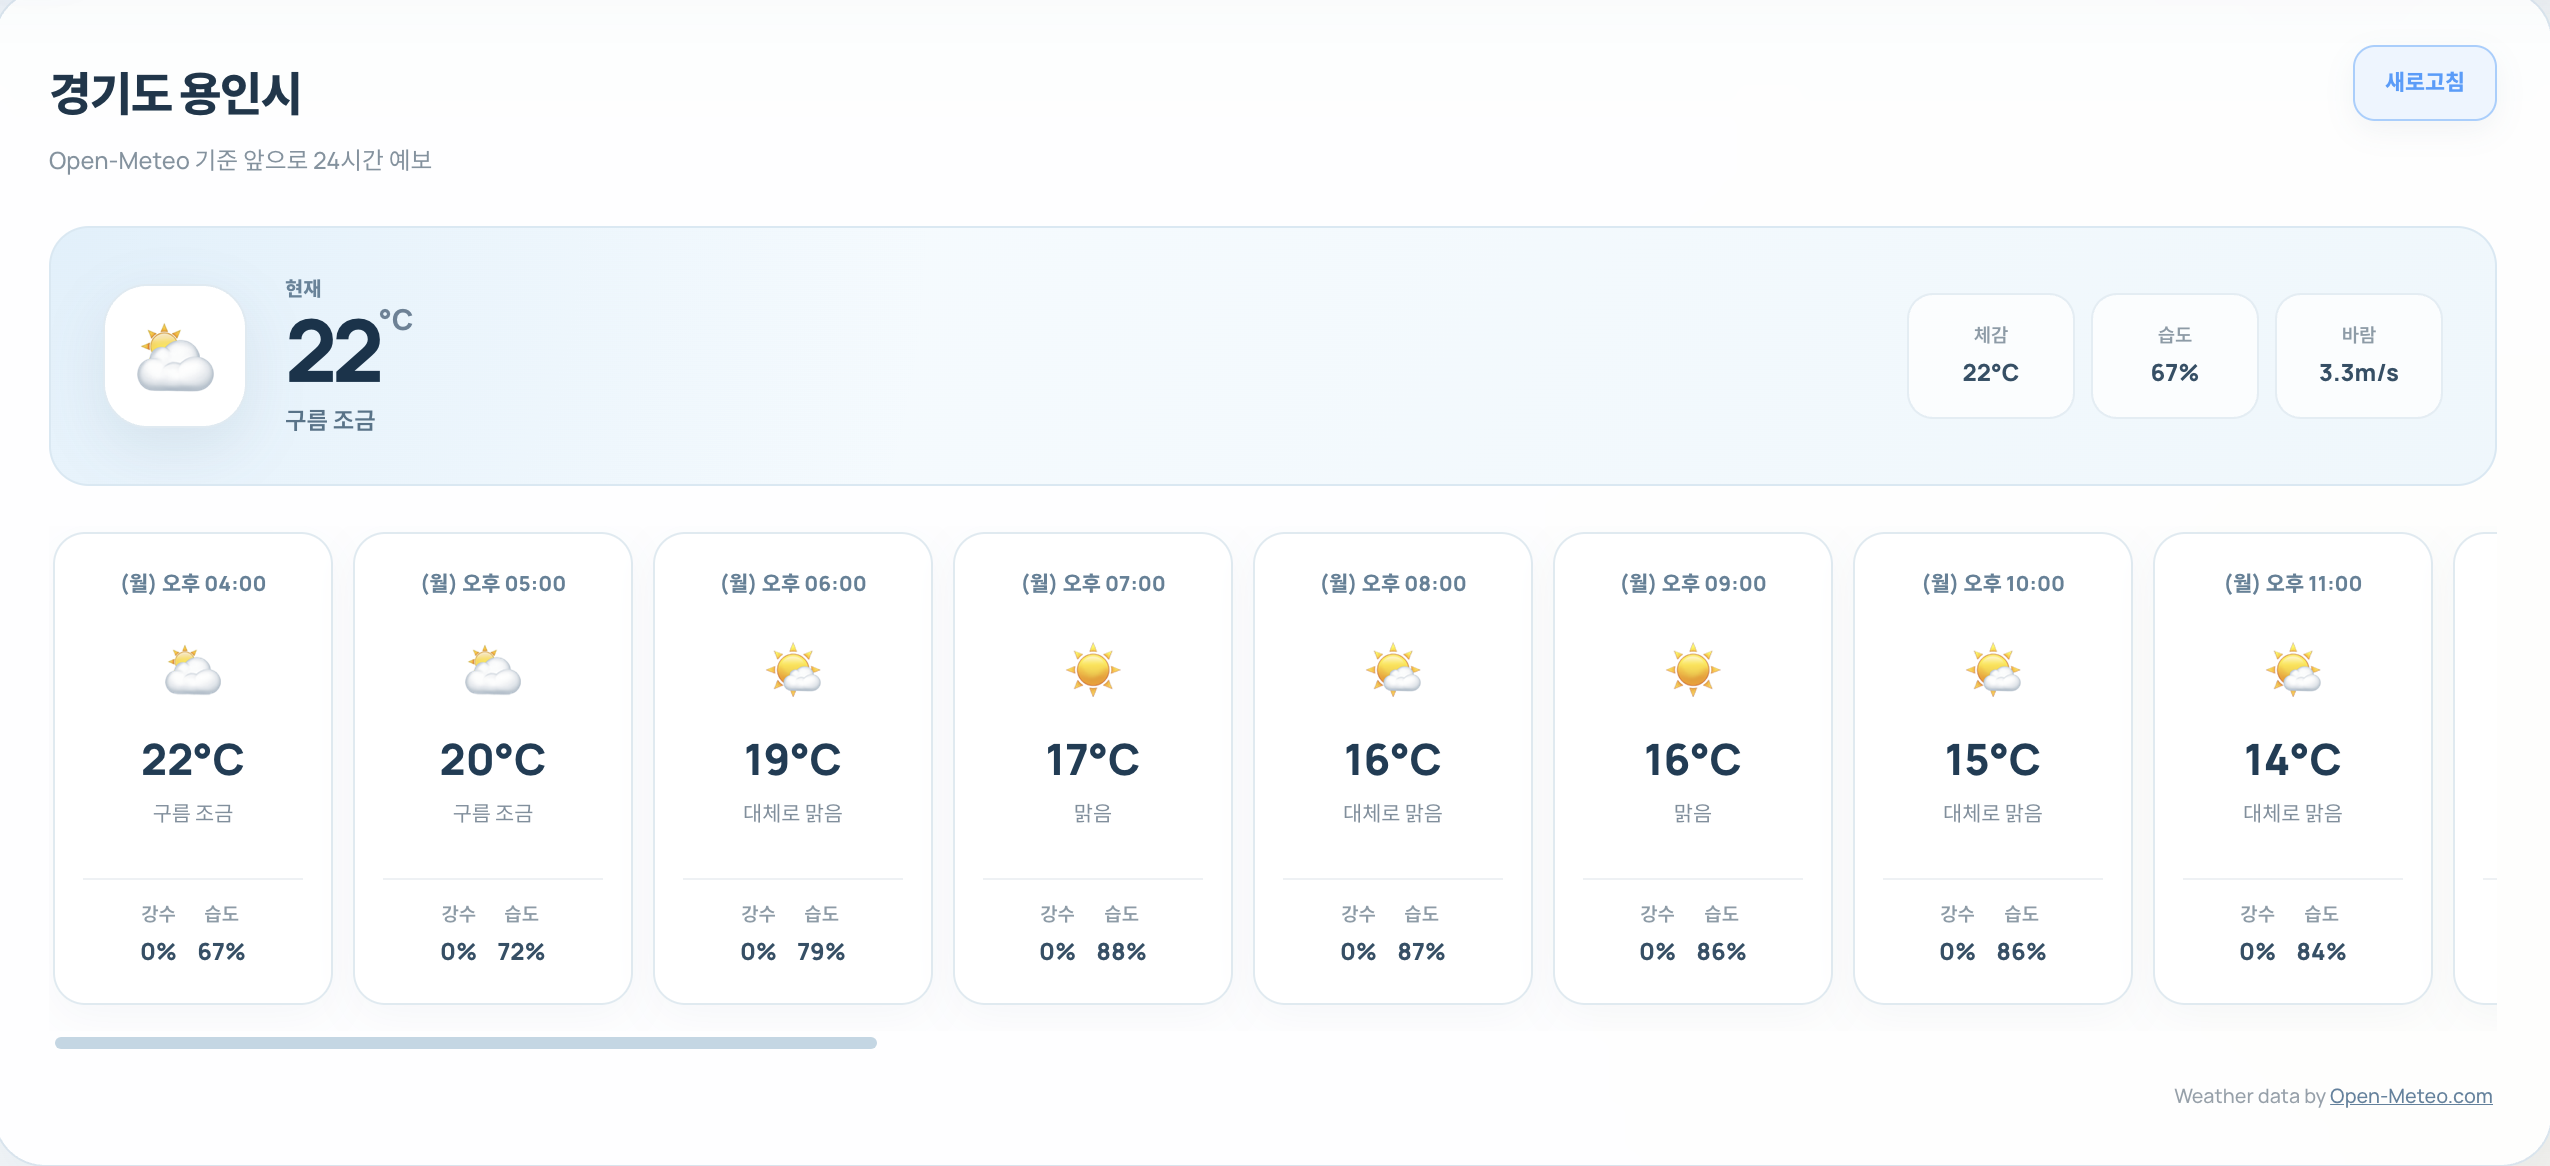 경기도 용인시
새로고침
Open-Meteo 기준 앞으로 24시간 예보
현재
22°C
구름 조금
체감
22°C
습도
67%
바람
3.3m/s
(월) 오후 04:00
22°C
구름 조금
강수 습도
0% 67%
(월) 오후 05:00
20°C
구름 조금
강수 습도
0% 72%
(월) 오후 06:00
19°C
대체로 맑음
강수 습도
0% 79%
(월) 오후 07:00
17°C
맑음
강수 습도
0% 88%
(월) 오후 08:00
16°C
대체로 맑음
강수 습도
0% 87%
(월) 오후 09:00
16°C
맑음
강수 습도
0% 86%
(월) 오후 10:00
15°C
대체로 맑음
강수 습도
0% 86%
(월) 오후 11:00
14°C
대체로 맑음
강수 습도
0% 84%
Weather data by Open-Meteo.com